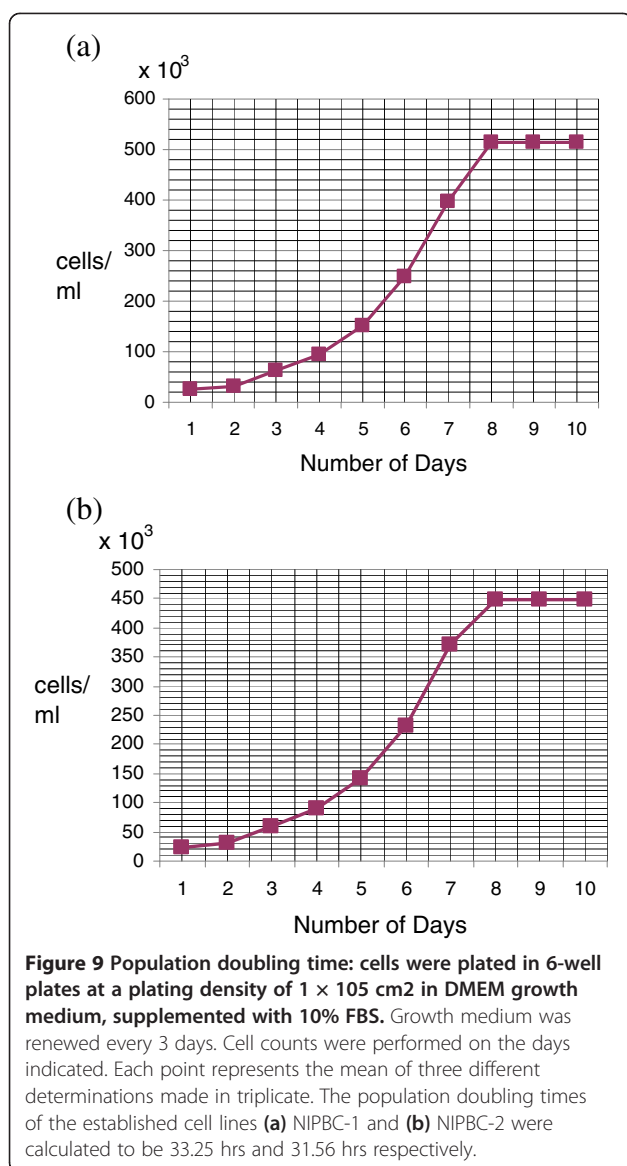 (a)
x 10³
600
500
400
cells/
300
ml
200
100
0
1 2 3 4 5 6 7 8 9 10
Number of Days
(b)
x 10³
500
450
400
350
cells/
300
ml
250
200
150
100
50
0
1 2 3 4 5 6 7 8 9 10
Number of Days
Figure 9 Population doubling time: cells were plated in 6-well
plates at a plating density of 1 × 105 cm2 in DMEM growth
medium, supplemented with 10% FBS. Growth medium was
renewed every 3 days. Cell counts were performed on the days
indicated. Each point represents the mean of three different
determinations made in triplicate. The population doubling times
of the established cell lines (a) NIPBC-1 and (b) NIPBC-2 were
calculated to be 33.25 hrs and 31.56 hrs respectively.